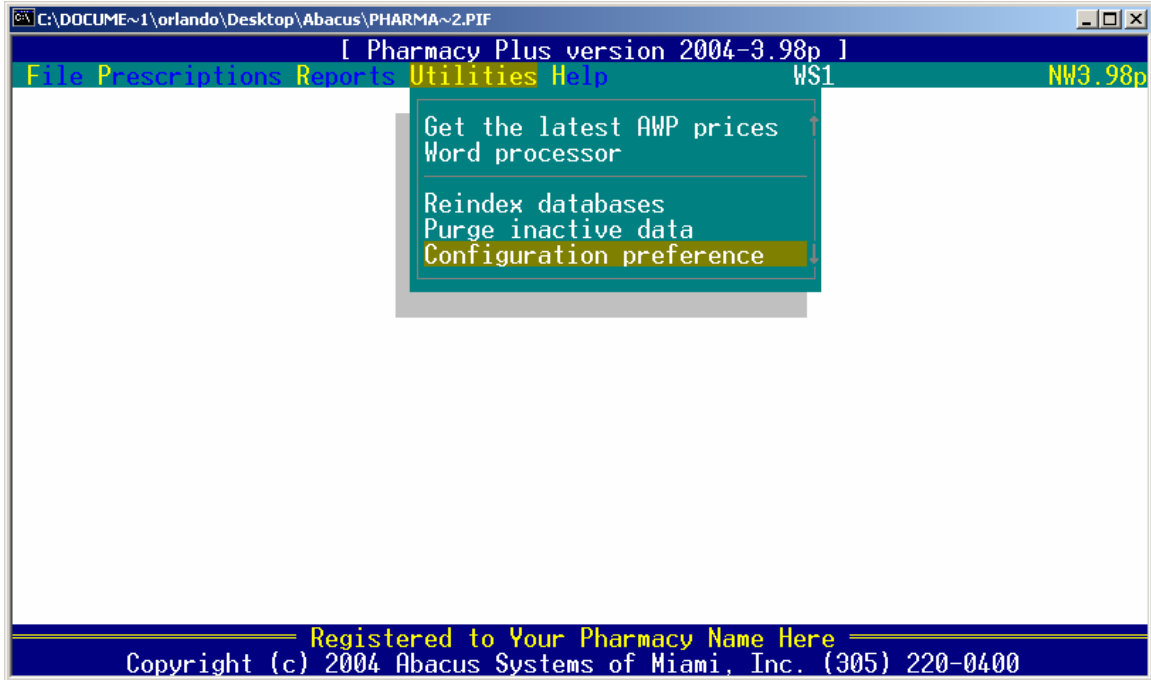 C:\DOCUME~1\orlando\Desktop\Abacus\PHARMA~2.PIF
[ Pharmacy Plus version 2004-3.98p ]
File Prescriptions Reports Utilities Help WS1 NW3.98p
Get the latest AWP prices ↑
Word processor
Reindex databases
Purge inactive data
Configuration preference ↓
Registered to Your Pharmacy Name Here
Copyright (c) 2004 Abacus Systems of Miami, Inc. (305) 220-0400